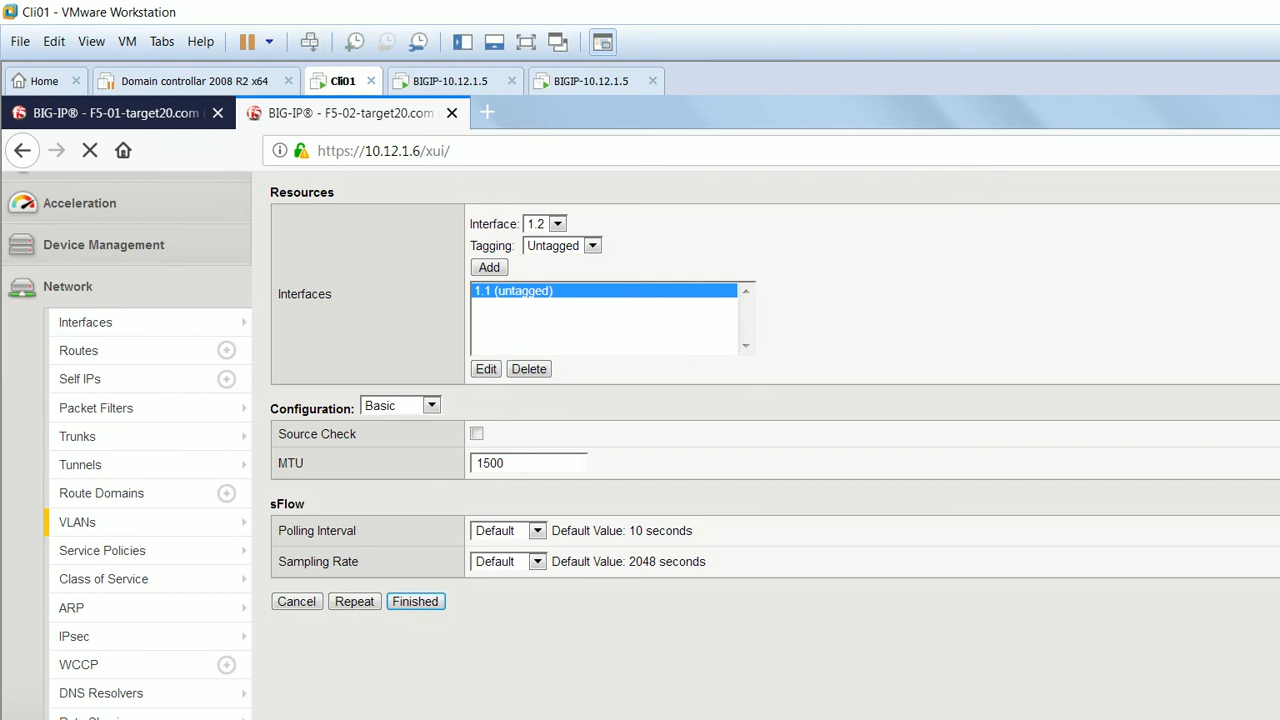 Cli01 - VMware Workstation
File Edit View VM Tabs Help
Home Domain controllar 2008 R2 x64 Cli01 BIGIP-10.12.1.5 BIGIP-10.12.1.5
BIG-IP® - F5-01-target20.com ( BIG-IP® - F5-02-target20.com (
https://10.12.1.6/xui/
Acceleration
Device Management
Network
Interfaces
Routes
Self IPs
Packet Filters
Trunks
Tunnels
Route Domains
VLANs
Service Policies
Class of Service
ARP
IPsec
WCCP
DNS Resolvers
Resources
Interfaces
Interface: 1.2
Tagging: Untagged
Add
1.1 (untagged)
Edit Delete
Configuration: Basic
Source Check
MTU 1500
sFlow
Polling Interval Default Default Value: 10 seconds
Sampling Rate Default Default Value: 2048 seconds
Cancel Repeat Finished